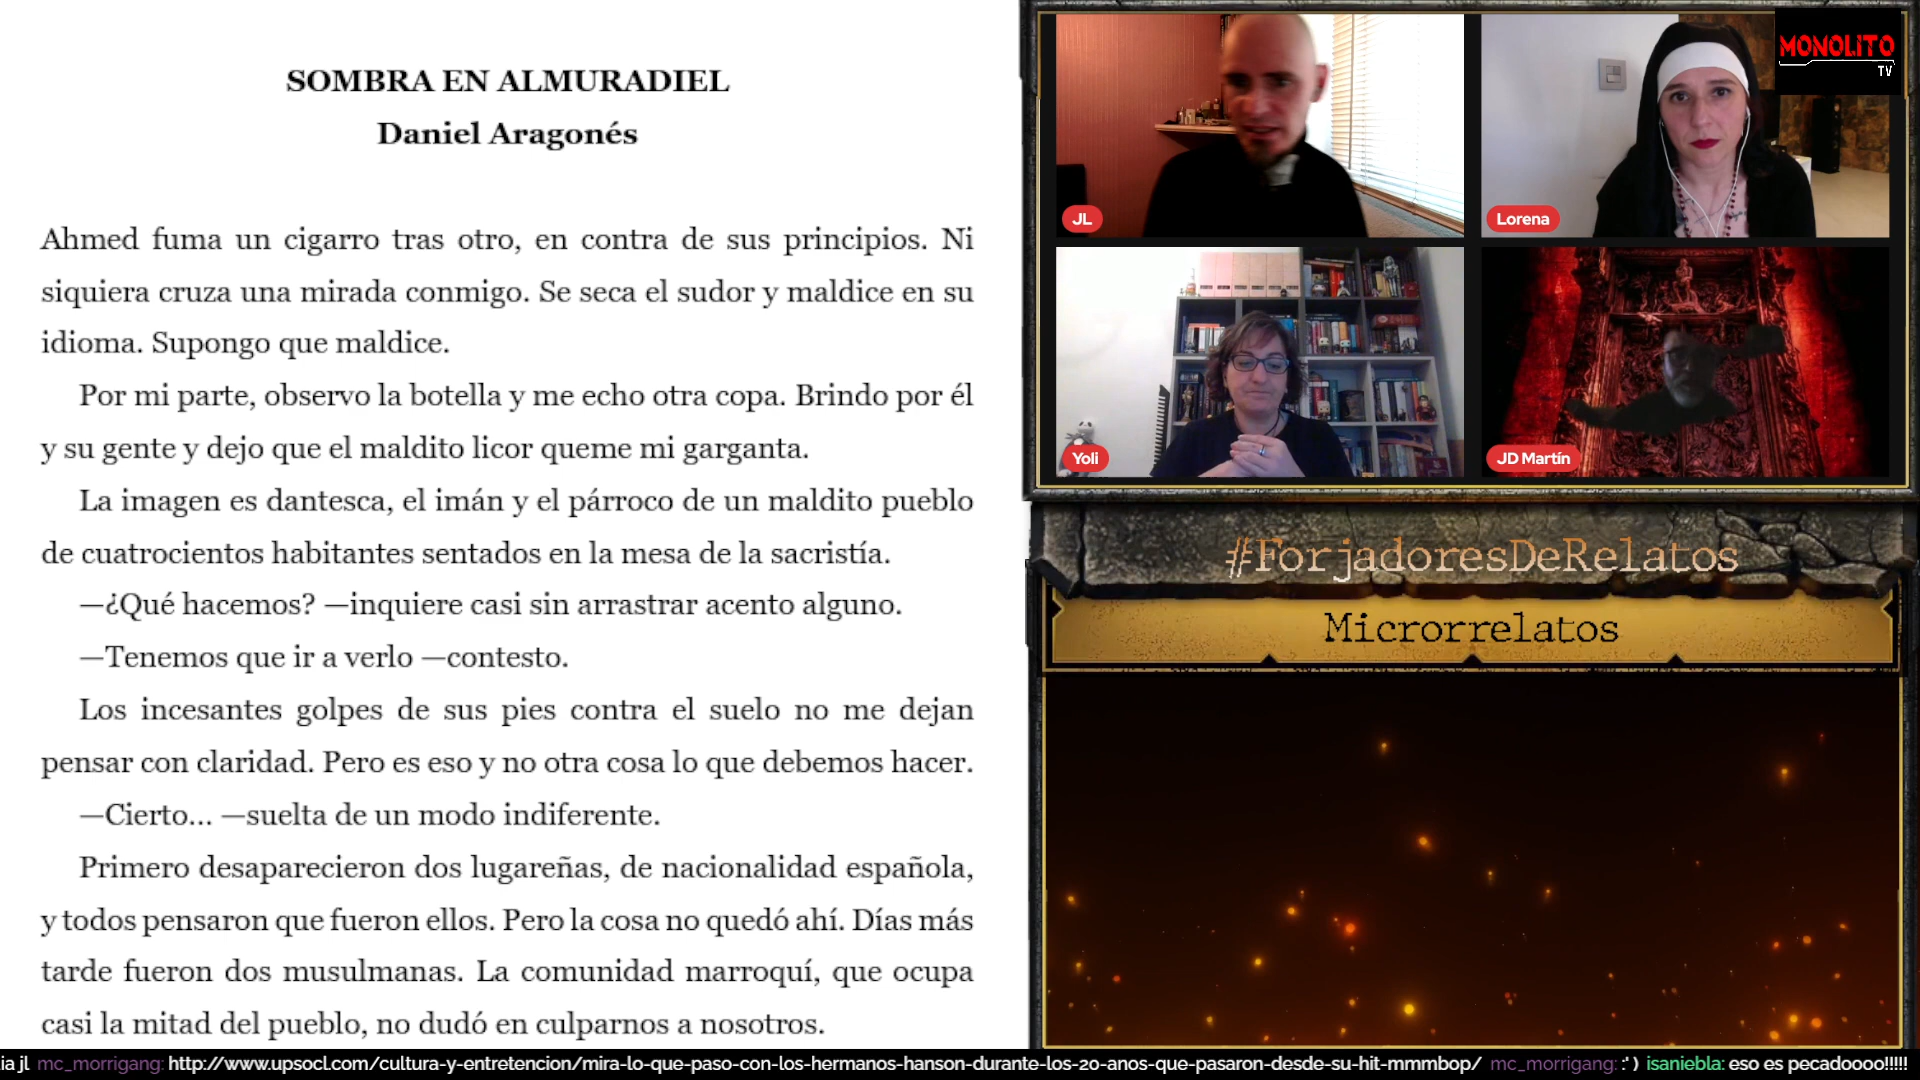 SOMBRA EN ALMURADIEL
Daniel Aragonés
Ahmed fuma un cigarro tras otro, en contra de sus principios. Ni
siquiera cruza una mirada conmigo. Se seca el sudor y maldice en su
idioma. Supongo que maldice.
Por mi parte, observo la botella y me echo otra copa. Brindo por él
y su gente y dejo que el maldito licor queme mi garganta.
La imagen es dantesca, el imán y el párroco de un maldito pueblo
de cuatrocientos habitantes sentados en la mesa de la sacristía.
—¿Qué hacemos? —inquiere casi sin arrastrar acento alguno.
—Tenemos que ir a verlo —contesto.
Los incesantes golpes de sus pies contra el suelo no me dejan
pensar con claridad. Pero es eso y no otra cosa lo que debemos hacer.
—Cierto... —suelta de un modo indiferente.
Primero desaparecieron dos lugareñas, de nacionalidad española,
y todos pensaron que fueron ellos. Pero la cosa no quedó ahí. Días más
tarde fueron dos musulmanas. La comunidad marroquí, que ocupa
casi la mitad del pueblo, no dudó en culparnos a nosotros.
MONOLITO
TV
JL
Lorena
Yoli
JD Martín
#ForjadoresDeRelatos
Microrrelatos
ia jl mc_morrigang: http://www.upsocl.com/cultura-y-entretencion/mira-lo-que-paso-con-los-hermanos-hanson-durante-los-20-anos-que-pasaron-desde-su-hit-mmmbop/ mc_morrigang: :') isaniebla: eso es pecadoooo!!!!!